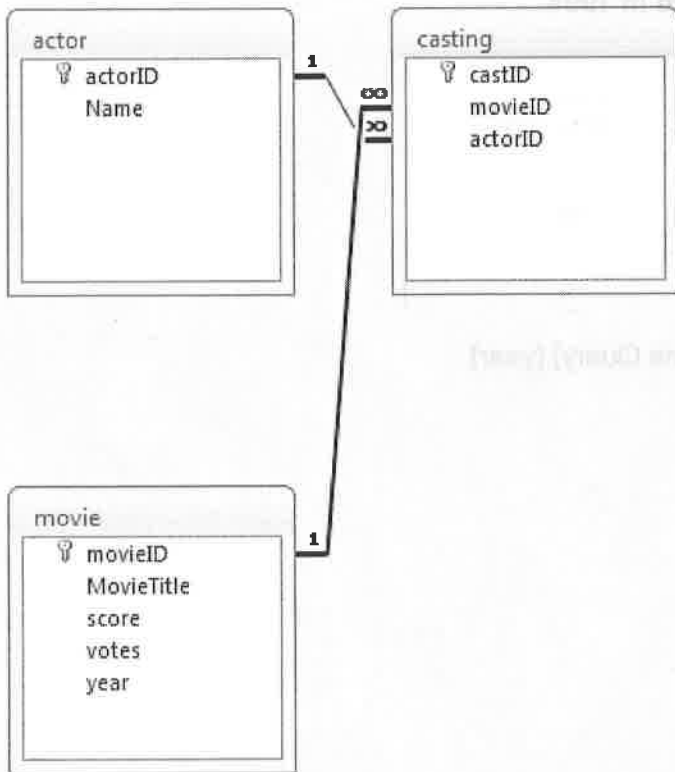 actor
actorID
Name
1
∞
∞
casting
castID
movieID
actorID
movie
movieID
MovieTitle
score
votes
year
1